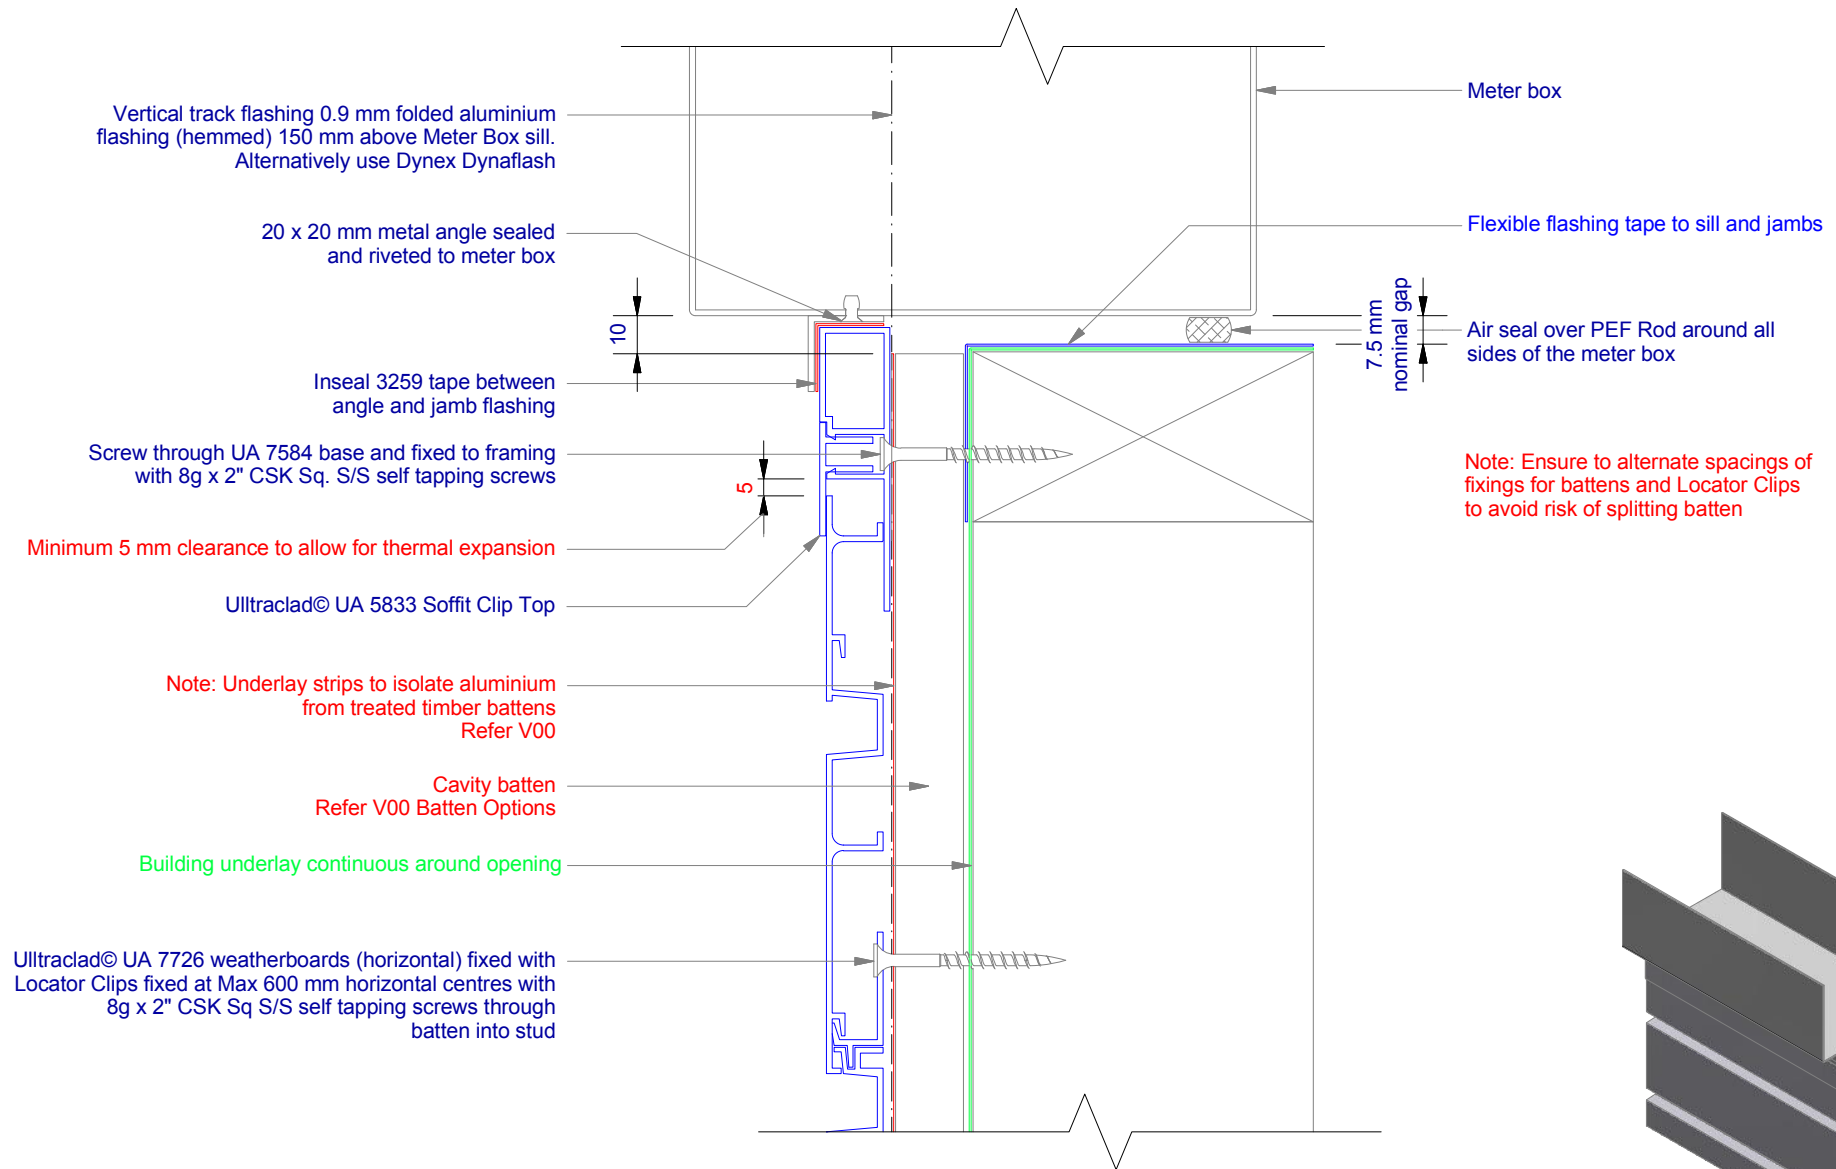 Vertical track flashing 0.9 mm folded aluminium
flashing (hemmed) 150 mm above Meter Box sill.
Alternatively use Dynex Dynaflash
20 x 20 mm metal angle sealed
and riveted to meter box
10
Inseal 3259 tape between
angle and jamb flashing
Screw through UA 7584 base and fixed to framing
with 8g x 2" CSK Sq. S/S self tapping screws
5
Minimum 5 mm clearance to allow for thermal expansion
Ulltraclad© UA 5833 Soffit Clip Top
Note: Underlay strips to isolate aluminium
from treated timber battens
Refer V00
Cavity batten
Refer V00 Batten Options
Building underlay continuous around opening
Ulltraclad© UA 7726 weatherboards (horizontal) fixed with
Locator Clips fixed at Max 600 mm horizontal centres with
8g x 2" CSK Sq S/S self tapping screws through
batten into stud
Meter box
Flexible flashing tape to sill and jambs
7.5 mm
nominal gap
Air seal over PEF Rod around all
sides of the meter box
Note: Ensure to alternate spacings of
fixings for battens and Locator Clips
to avoid risk of splitting batten